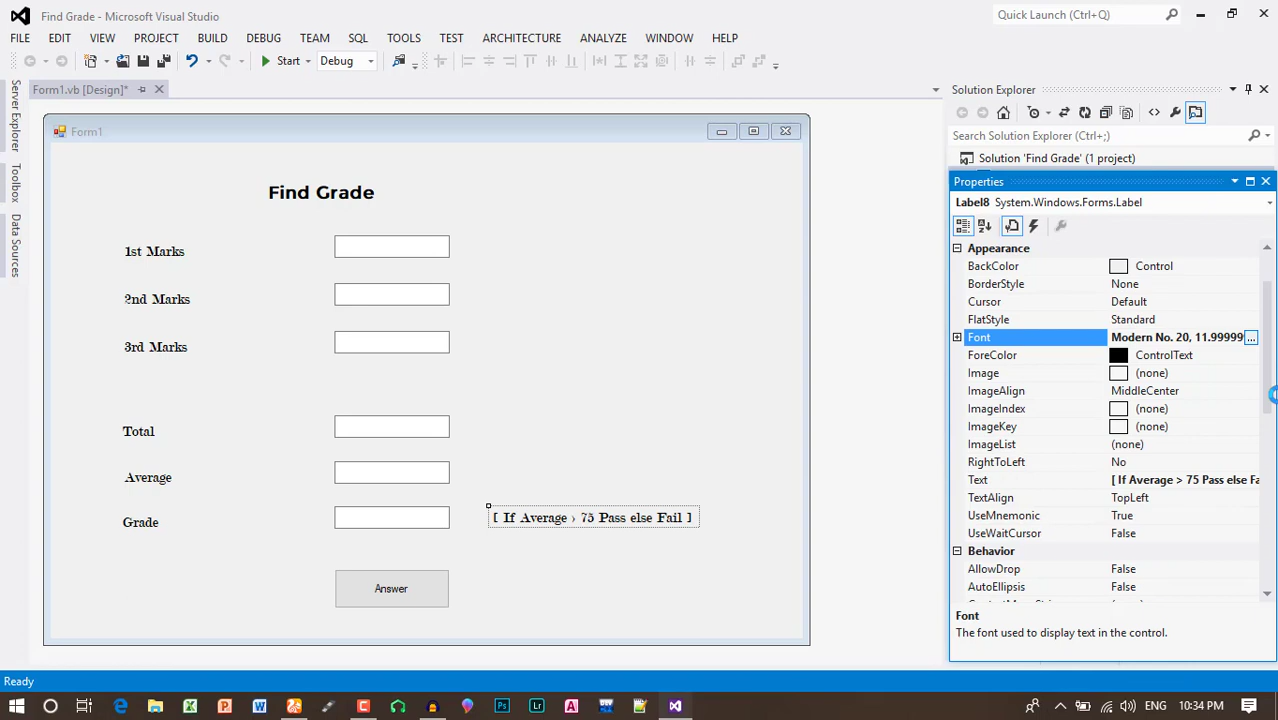 Find Grade - Microsoft Visual Studio
Quick Launch (Ctrl+Q)
FILE EDIT VIEW PROJECT BUILD DEBUG TEAM SQL TOOLS TEST ARCHITECTURE ANALYZE WINDOW HELP
Start Debug
Form1.vb [Design]*
Solution Explorer
Server Explorer
Toolbox
Data Sources
Search Solution Explorer (Ctrl+;)
Solution 'Find Grade' (1 project)
Form1
Find Grade
1st Marks
2nd Marks
3rd Marks
Total
Average
Grade
[ If Average > 75 Pass else Fail ]
Answer
Properties
Label8 System.Windows.Forms.Label
Appearance
BackColor Control
BorderStyle None
Cursor Default
FlatStyle Standard
Font Modern No. 20, 11.99999 ...
ForeColor ControlText
Image (none)
ImageAlign MiddleCenter
ImageIndex (none)
ImageKey (none)
ImageList (none)
RightToLeft No
Text [ If Average > 75 Pass else Fa
TextAlign TopLeft
UseMnemonic True
UseWaitCursor False
Behavior
AllowDrop False
AutoEllipsis False
Font
The font used to display text in the control.
Ready
ENG 10:34 PM